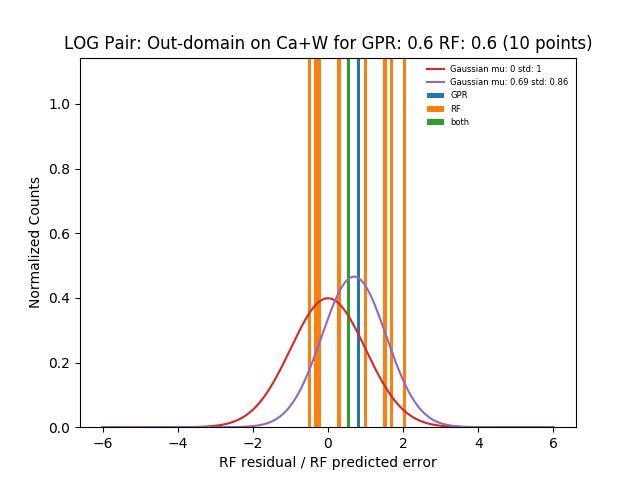 LOG Pair: Out-domain on Ca+W for GPR: 0.6 RF: 0.6 (10 points)
Gaussian mu: 0 std: 1
Gaussian mu: 0.69 std: 0.86
GPR
RF
both
Normalized Counts
1.0
0.8
0.6
0.4
0.2
0.0
−6 −4 −2 0 2 4 6
RF residual / RF predicted error